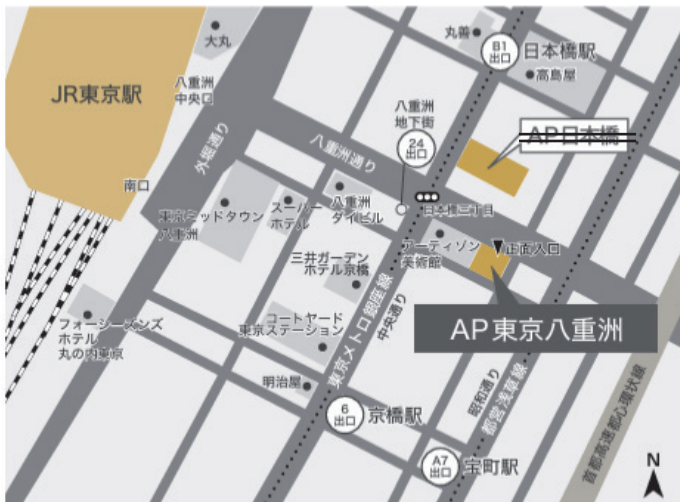 大丸
丸善
B1
出口
日本橋駅
高島屋
JR東京駅
八重洲
中央口
外堀通り
八重洲通り
八重洲
地下街
24
出口
AP日本橋
南口
東京ミッドタウン
八重洲
スーパー
ホテル
八重洲
ダイビル
日本橋三丁目
アーティゾン
美術館
正面入口
三井ガーデン
ホテル京橋
AP東京八重洲
フォーシーズンズ
ホテル
丸の内東京
コートヤード
東京ステーション
東京メトロ銀座線
中央通り
明治屋
6
出口
京橋駅
昭和通り
都営浅草線
A7
出口
宝町駅
首都高速都心環状線
N